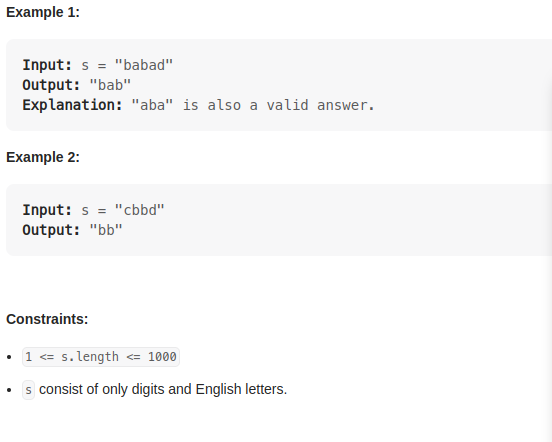 Example 1:
Input: s = "babad"
Output: "bab"
Explanation: "aba" is also a valid answer.
Example 2:
Input: s = "cbbd"
Output: "bb"
Constraints:
• 1 <= s.length <= 1000
• s consist of only digits and English letters.